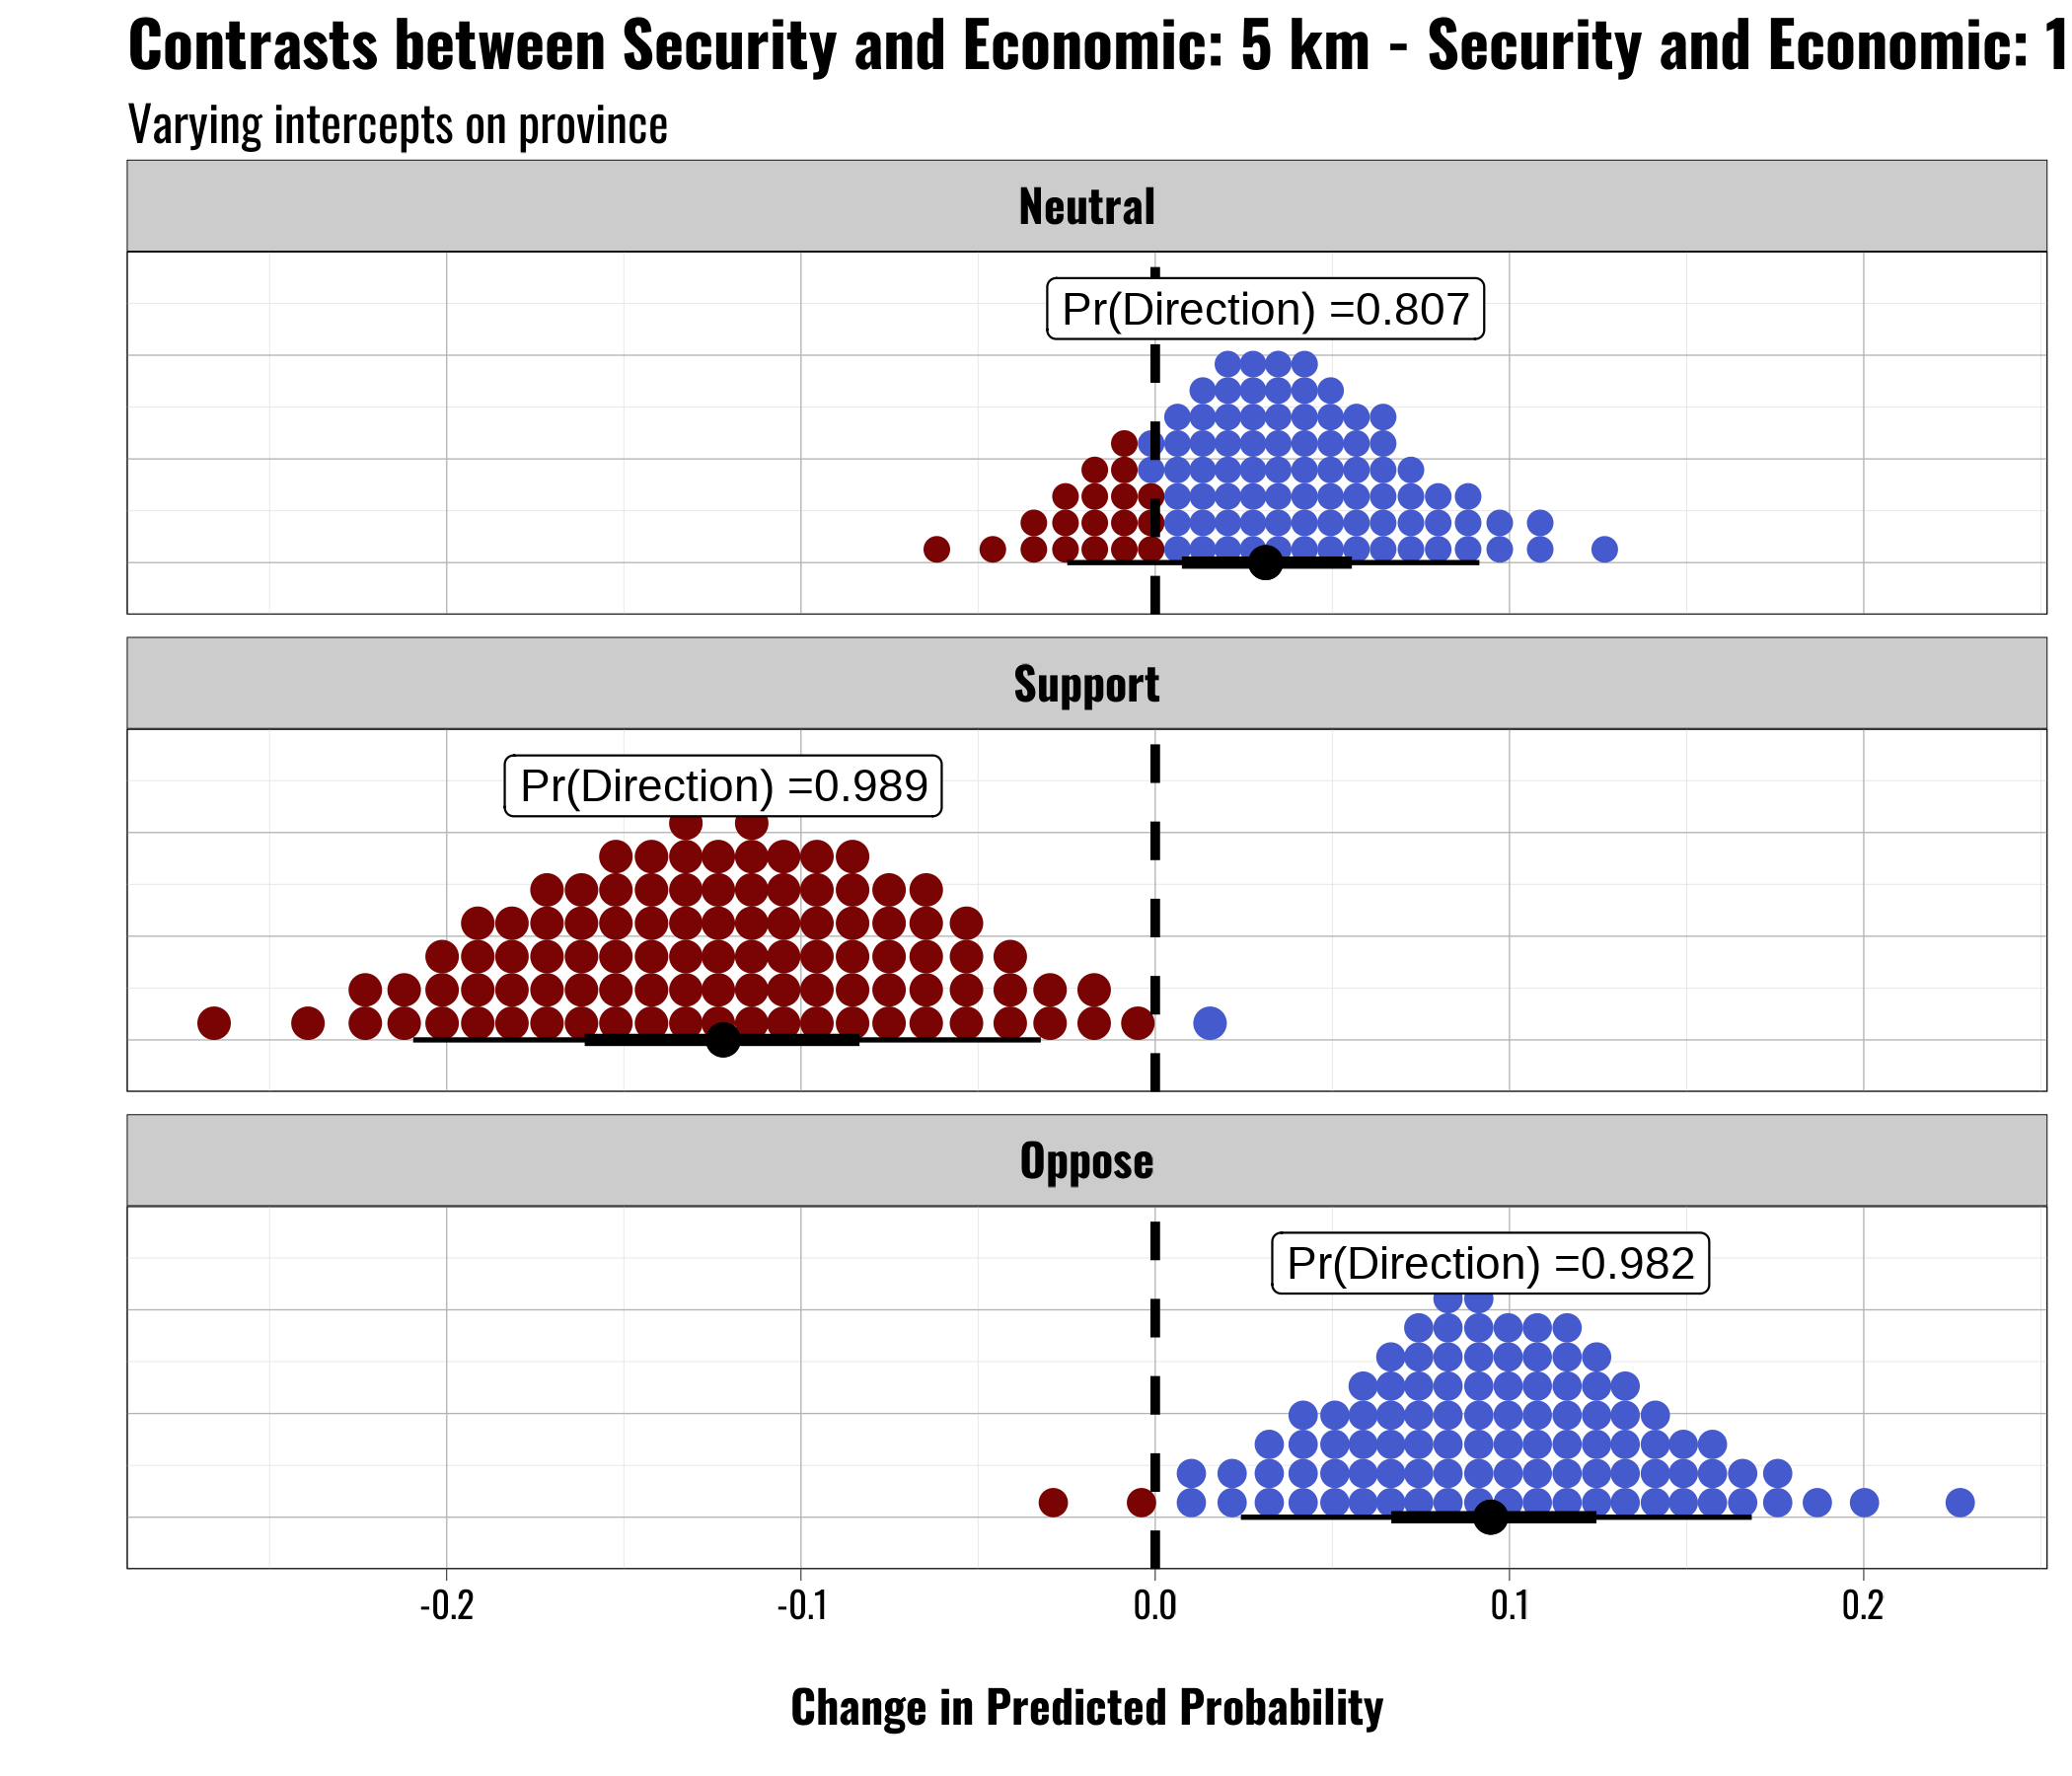 Contrasts between Security and Economic: 5 km - Security and Economic: 1
Varying intercepts on province
Neutral
Pr(Direction) =0.807
Support
Pr(Direction) =0.989
Oppose
Pr(Direction) =0.982
-0.2 -0.1 0.0 0.1 0.2
Change in Predicted Probability